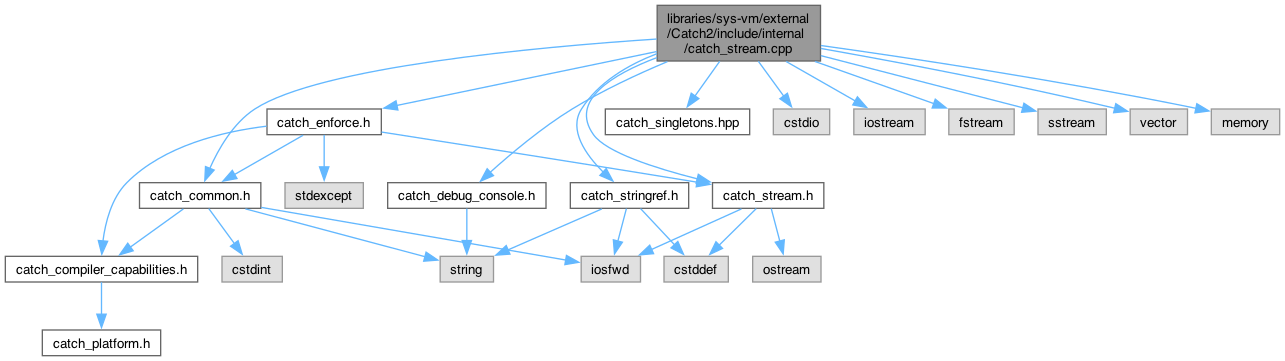 libraries/sys-vm/external
/Catch2/include/internal
/catch_stream.cpp
catch_enforce.h
catch_singletons.hpp
cstdio
iostream
fstream
sstream
vector
memory
catch_common.h
stdexcept
catch_debug_console.h
catch_stringref.h
catch_stream.h
catch_compiler_capabilities.h
cstdint
string
iosfwd
cstddef
ostream
catch_platform.h